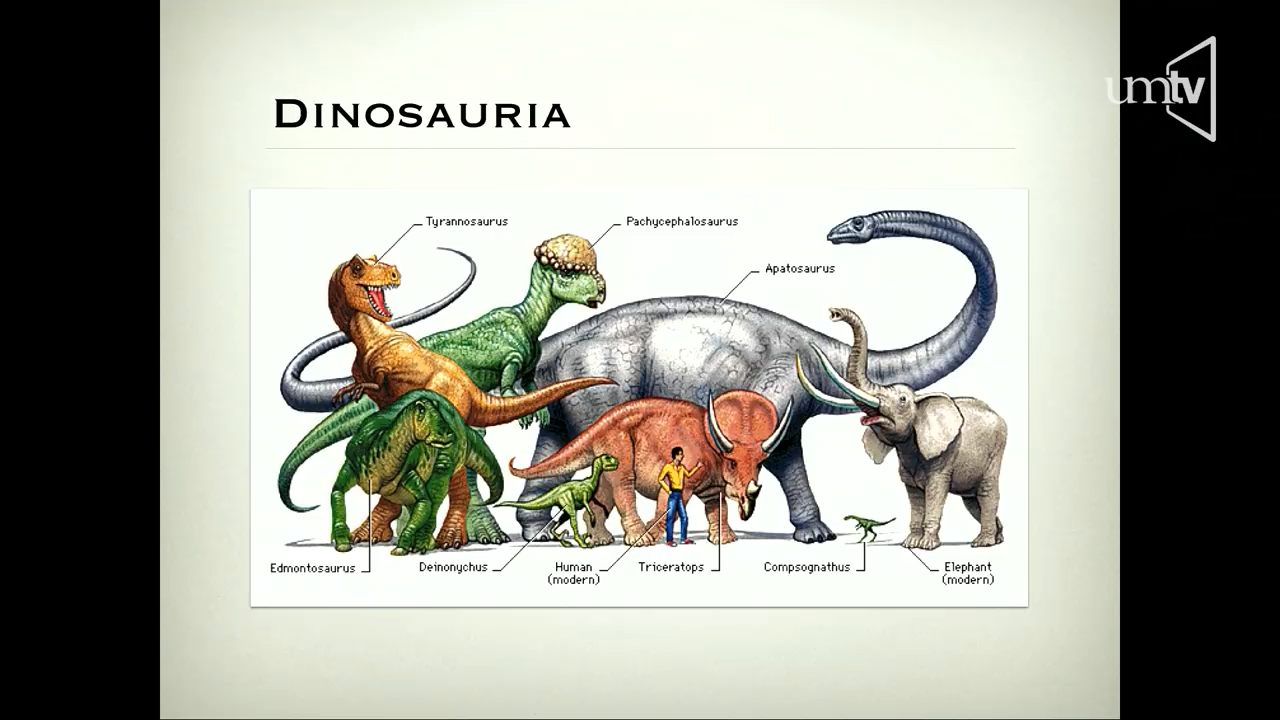 umtv
DINOSAURIA
Tyrannosaurus
Pachycephalosaurus
Apatosaurus
Edmontosaurus
Deinonychus
Human
(modern)
Triceratops
Compsognathus
Elephant
(modern)